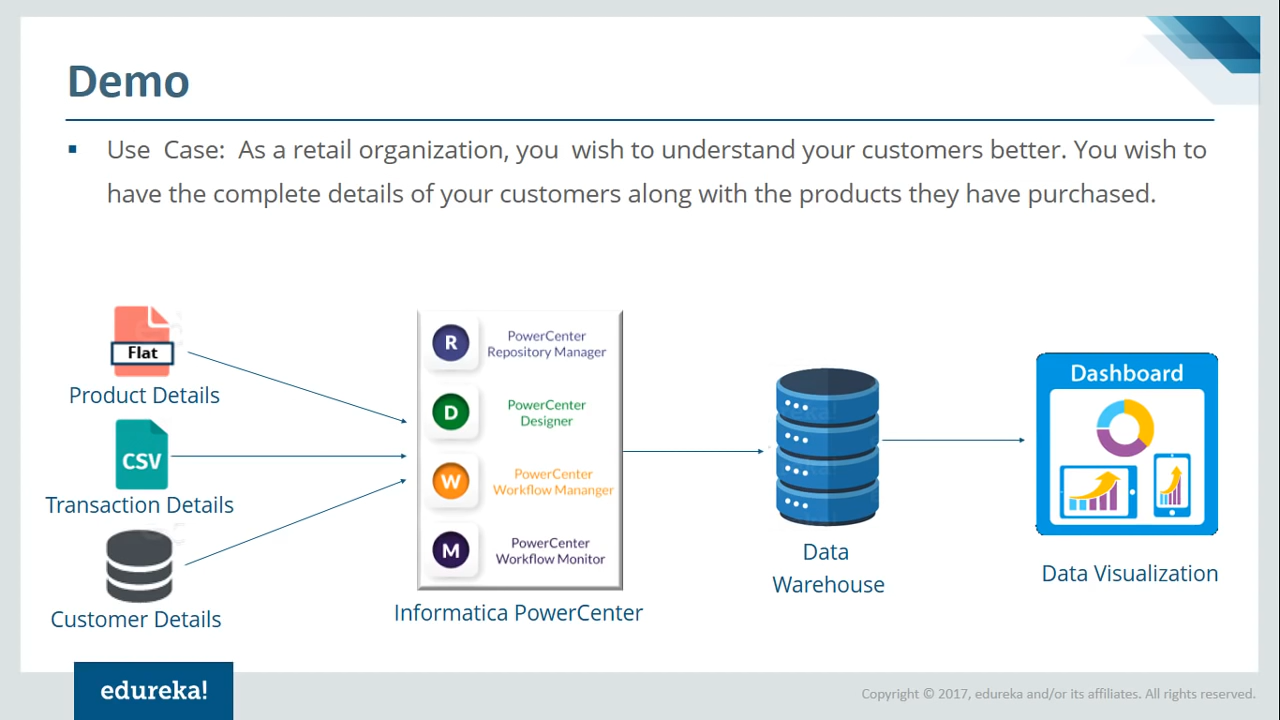 Demo
Use Case: As a retail organization, you wish to understand your customers better. You wish to
have the complete details of your customers along with the products they have purchased.
Flat
Product Details
CSV
Transaction Details
Customer Details
R
PowerCenter
Repository Manager
D
PowerCenter
Designer
W
PowerCenter
Workflow Mananger
M
PowerCenter
Workflow Monitor
Informatica PowerCenter
Data
Warehouse
Dashboard
Data Visualization
edureka!
Copyright © 2017, edureka and/or its affiliates. All rights reserved.